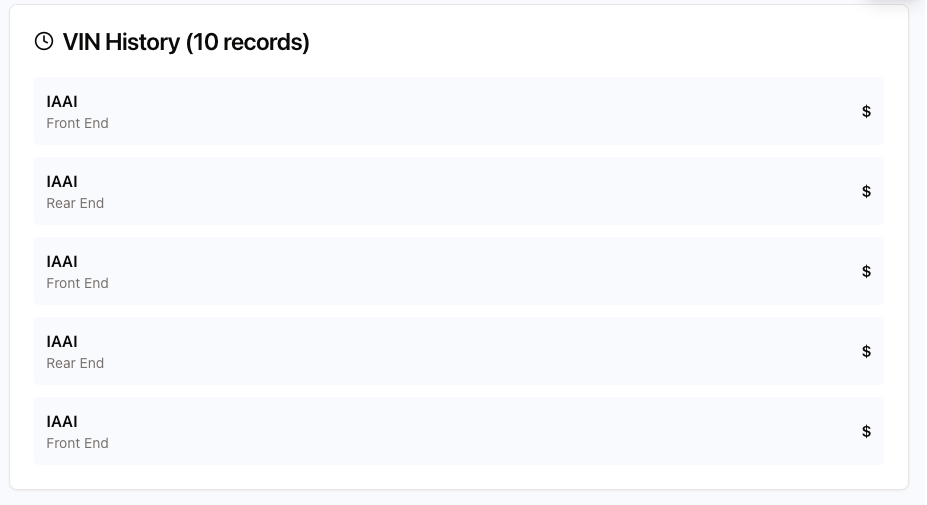 VIN History (10 records)
IAAI
Front End
$
IAAI
Rear End
$
IAAI
Front End
$
IAAI
Rear End
$
IAAI
Front End
$